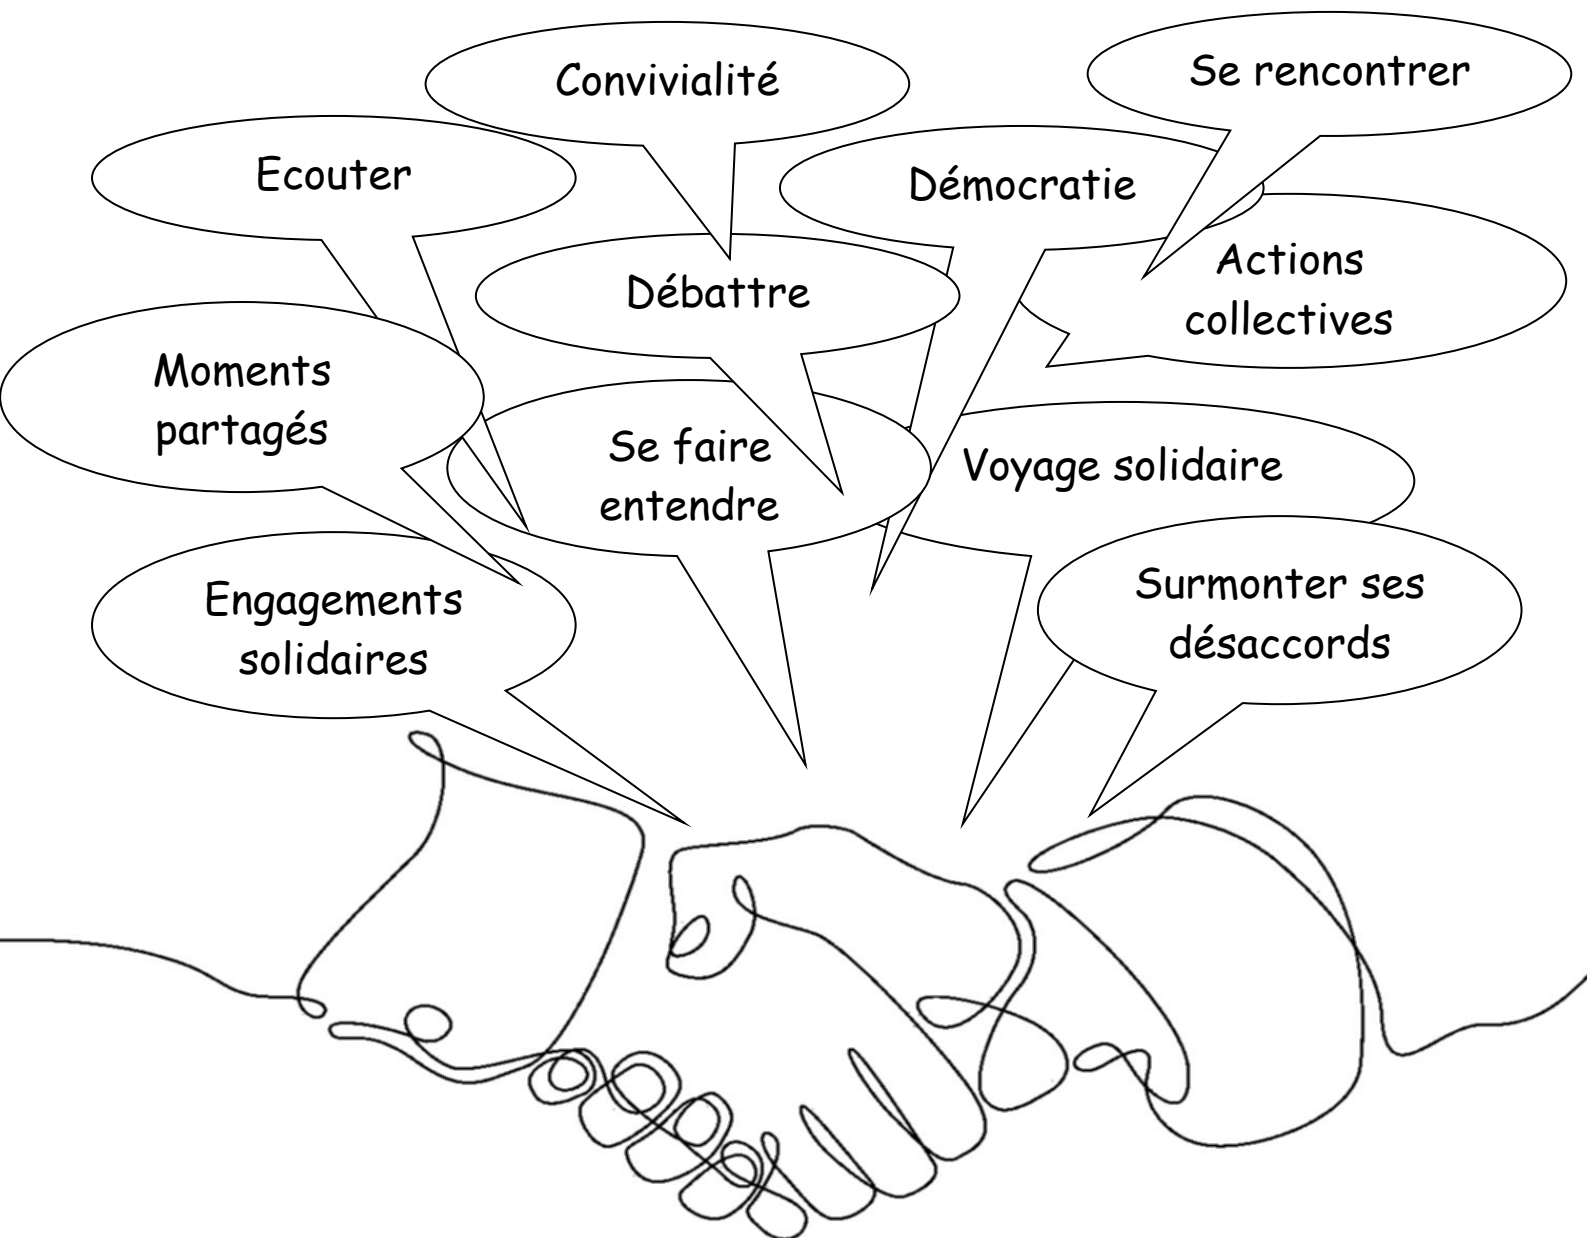 Convivialité
Se rencontrer
Ecouter
Démocratie
Actions
collectives
Débattre
Moments
partagés
Se faire
entendre
Voyage solidaire
Engagements
solidaires
Surmonter ses
désaccords